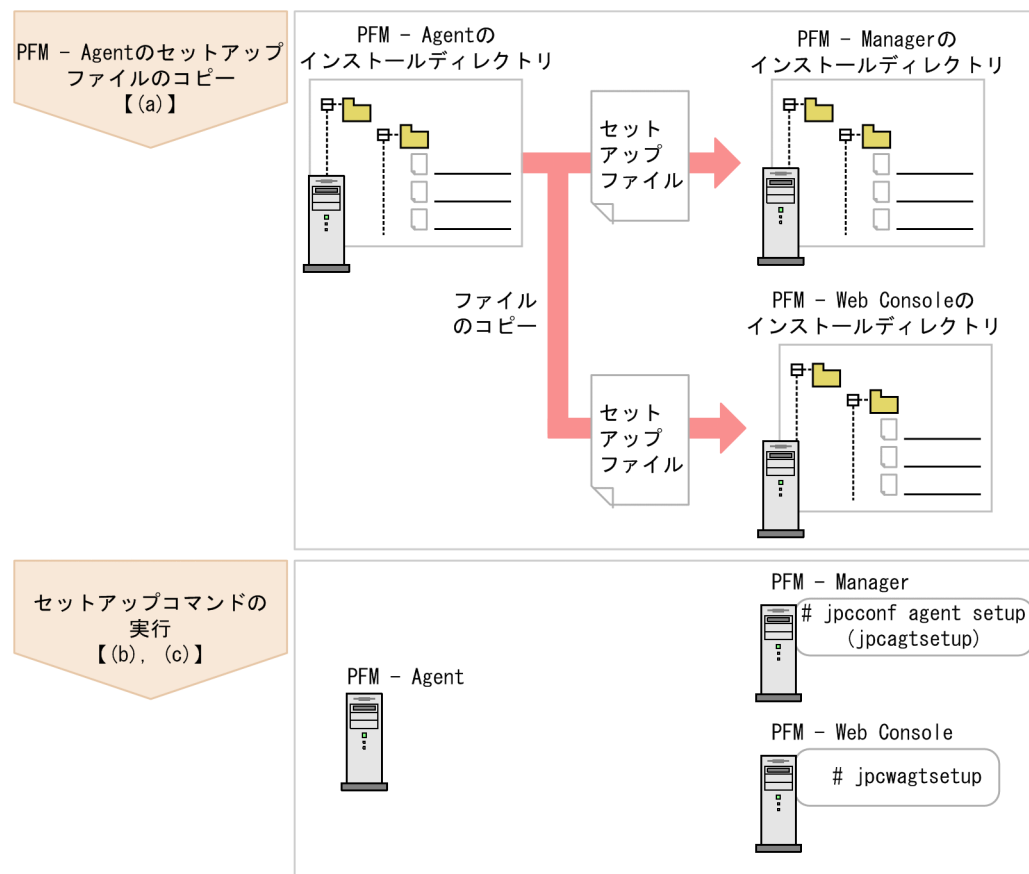 PFM - Agentのセットアップ
ファイルのコピー
【(a)】
PFM - Agentの
インストールディレクトリ
PFM - Managerの
インストールディレクトリ
セット
アップ
ファイル
ファイル
のコピー
PFM - Web Consoleの
インストールディレクトリ
セット
アップ
ファイル
セットアップコマンドの
実行
【(b), (c)】
PFM - Agent
PFM - Manager
# jpcconf agent setup
(jpcagtsetup)
PFM - Web Console
# jpcwagtsetup